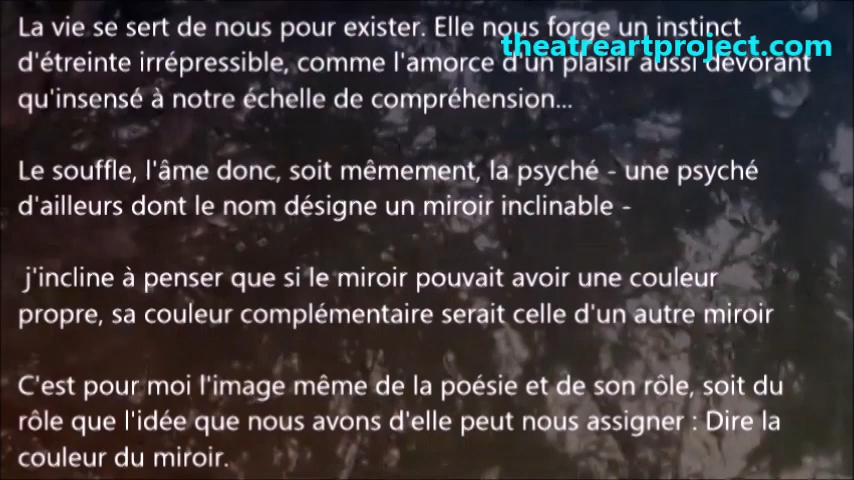 La vie se sert de nous pour exister. Elle nous forge un instinct
theatreartproject.com
d'étreinte irrépressible, comme l'amorce d'un plaisir aussi dévorant
qu'insensé à notre échelle de compréhension...
Le souffle, l'âme donc, soit mêmement, la psyché - une psyché
d'ailleurs dont le nom désigne un miroir inclinable -
j'incline à penser que si le miroir pouvait avoir une couleur
propre, sa couleur complémentaire serait celle d'un autre miroir
C'est pour moi l'image même de la poésie et de son rôle, soit du
rôle que l'idée que nous avons d'elle peut nous assigner : Dire la
couleur du miroir.